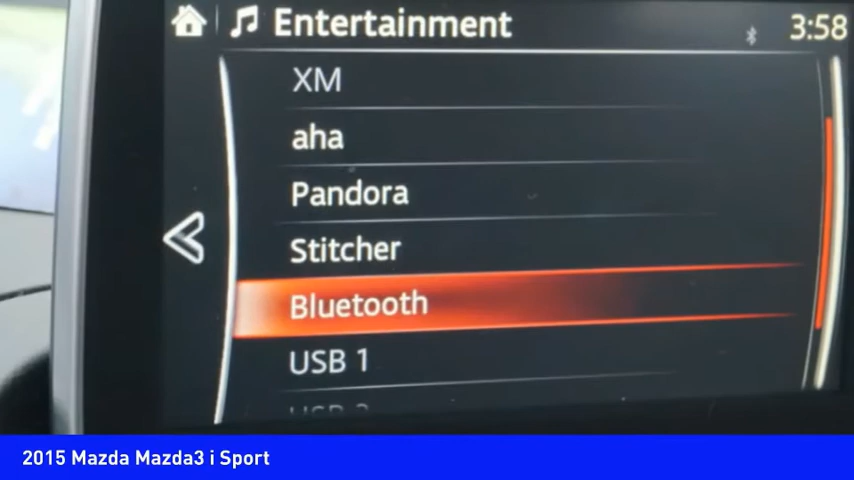 Entertainment
3:58
XM
aha
Pandora
Stitcher
Bluetooth
USB 1
2015 Mazda Mazda3 i Sport